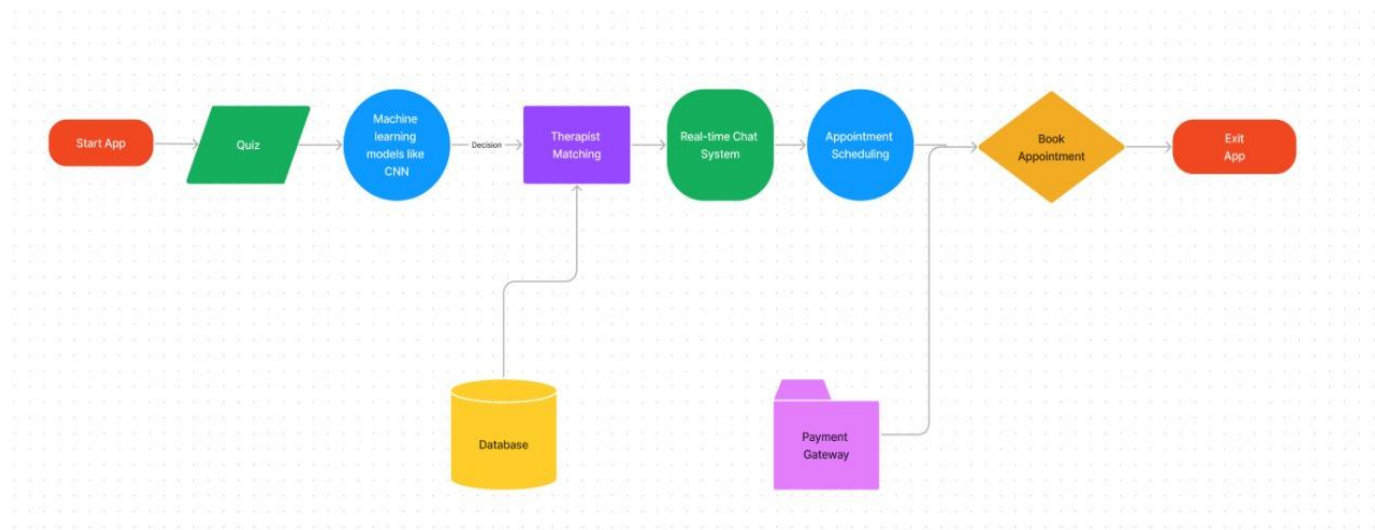 Start App
Quiz
Machine
learning
models like
CNN
Decision
Therapist
Matching
Real-time Chat
System
Appointment
Scheduling
Book
Appointment
Exit
App
Database
Payment
Gateway